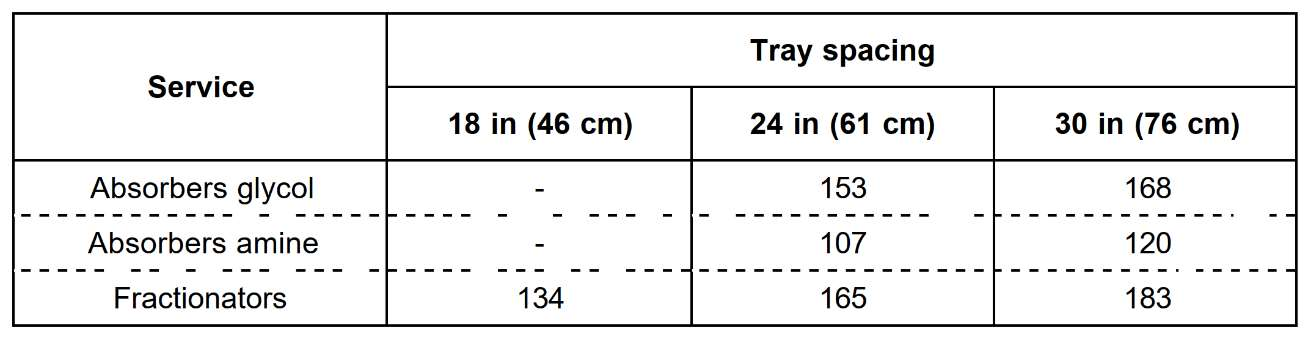 Service
Tray spacing
18 in (46 cm) 24 in (61 cm) 30 in (76 cm)
Absorbers glycol - 153 168
Absorbers amine - 107 120
Fractionators 134 165 183